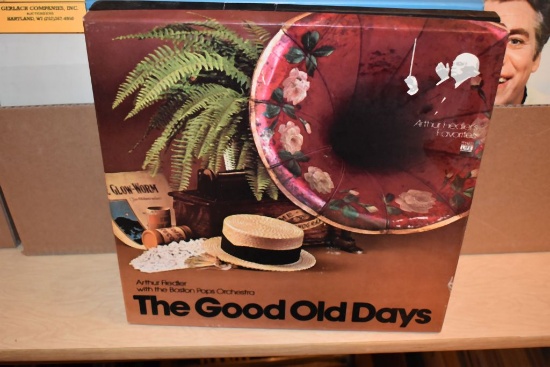 GERLACH COMPANIES, INC.
Arthur Fiedler
Favorites
GLOW-WORM
Arthur Fiedler
with the Boston Pops Orchestra
The Good Old Days